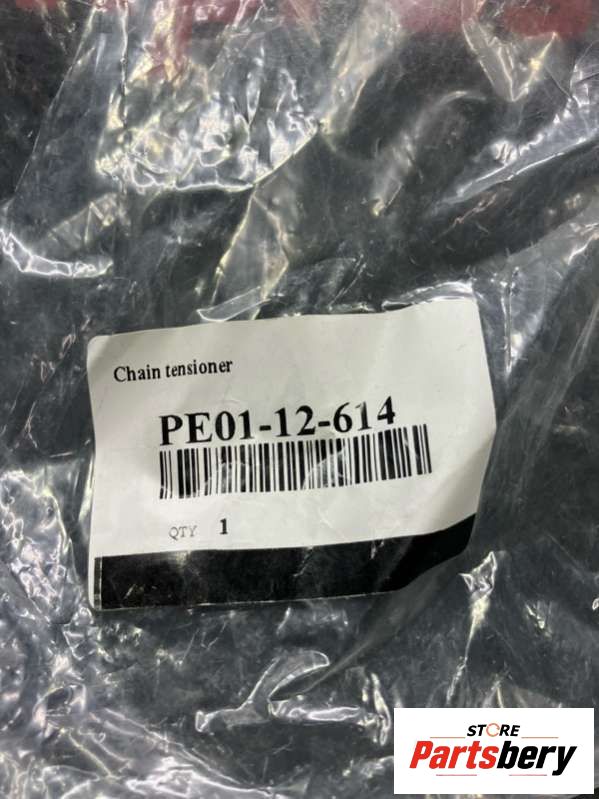 Chain tensioner
PE01-12-614
QTY 1
STORE
Partsbery